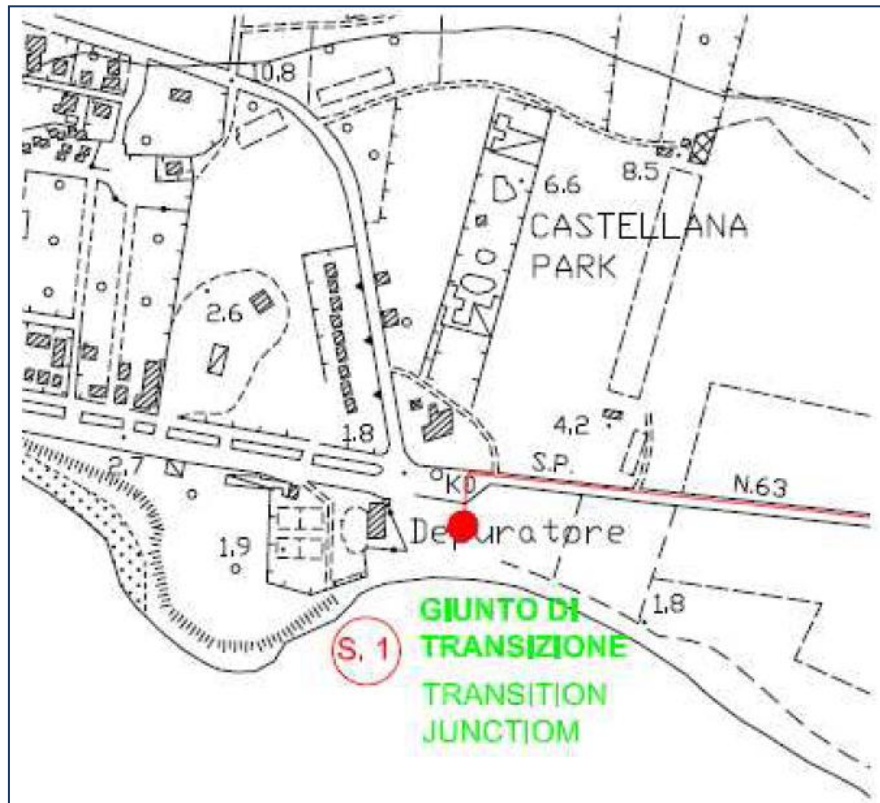 10.8
8.5
6.6
CASTELLANA
PARK
2.6
4.2
1.8
S.P.
2.7
K0
N.63
Depuratore
1.9
1.8
GIUNTO DI
TRANSIZIONE
S. 1
TRANSITION
JUNCTIOM